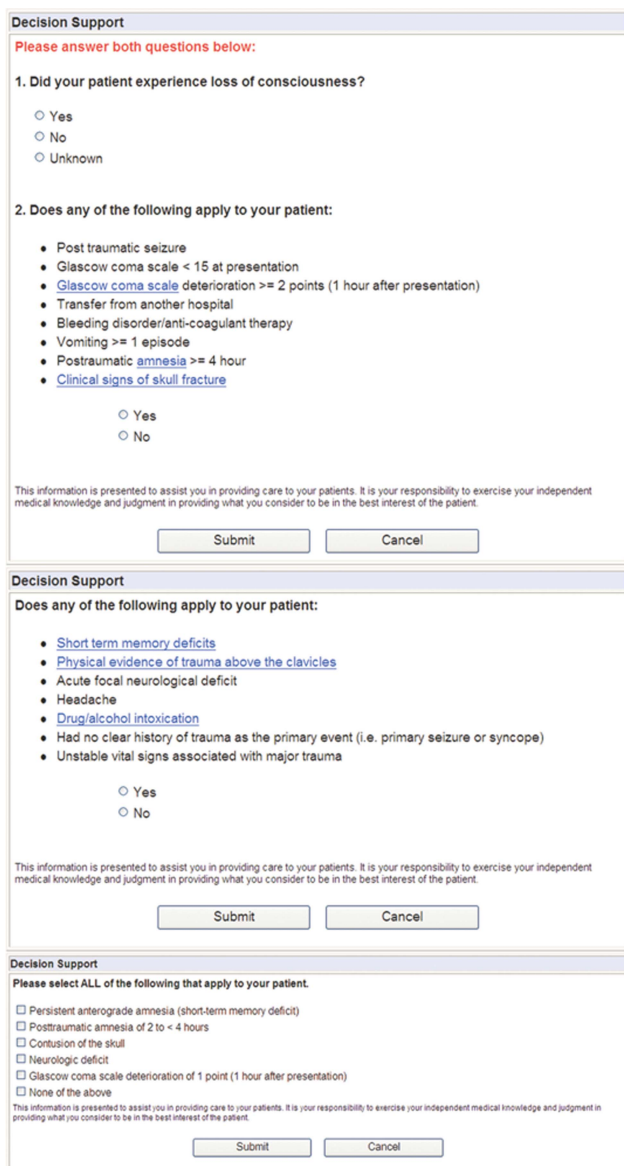 Decision Support
Please answer both questions below:
1. Did your patient experience loss of consciousness?
Yes
No
Unknown
2. Does any of the following apply to your patient:
• Post traumatic seizure
• Glascow coma scale < 15 at presentation
• Glascow coma scale deterioration >= 2 points (1 hour after presentation)
• Transfer from another hospital
• Bleeding disorder/anti-coagulant therapy
• Vomiting >= 1 episode
• Postraumatic amnesia >= 4 hour
• Clinical signs of skull fracture
Yes
No
This information is presented to assist you in providing care to your patients. It is your responsibility to exercise your independent
medical knowledge and judgment in providing what you consider to be in the best interest of the patient.
Submit Cancel
Decision Support
Does any of the following apply to your patient:
• Short term memory deficits
• Physical evidence of trauma above the clavicles
• Acute focal neurological deficit
• Headache
• Drug/alcohol intoxication
• Had no clear history of trauma as the primary event (i.e. primary seizure or syncope)
• Unstable vital signs associated with major trauma
Yes
No
This information is presented to assist you in providing care to your patients. It is your responsibility to exercise your independent
medical knowledge and judgment in providing what you consider to be in the best interest of the patient.
Submit Cancel
Decision Support
Please select ALL of the following that apply to your patient.
Persistent anterograde amnesia (short-term memory deficit)
Posttraumatic amnesia of 2 to < 4 hours
Contusion of the skull
Neurologic deficit
Glascow coma scale deterioration of 1 point (1 hour after presentation)
None of the above
This information is presented to assist you in providing care to your patients. It is your responsibility to exercise your independent medical knowledge and judgment in
providing what you consider to be in the best interest of the patient.
Submit Cancel